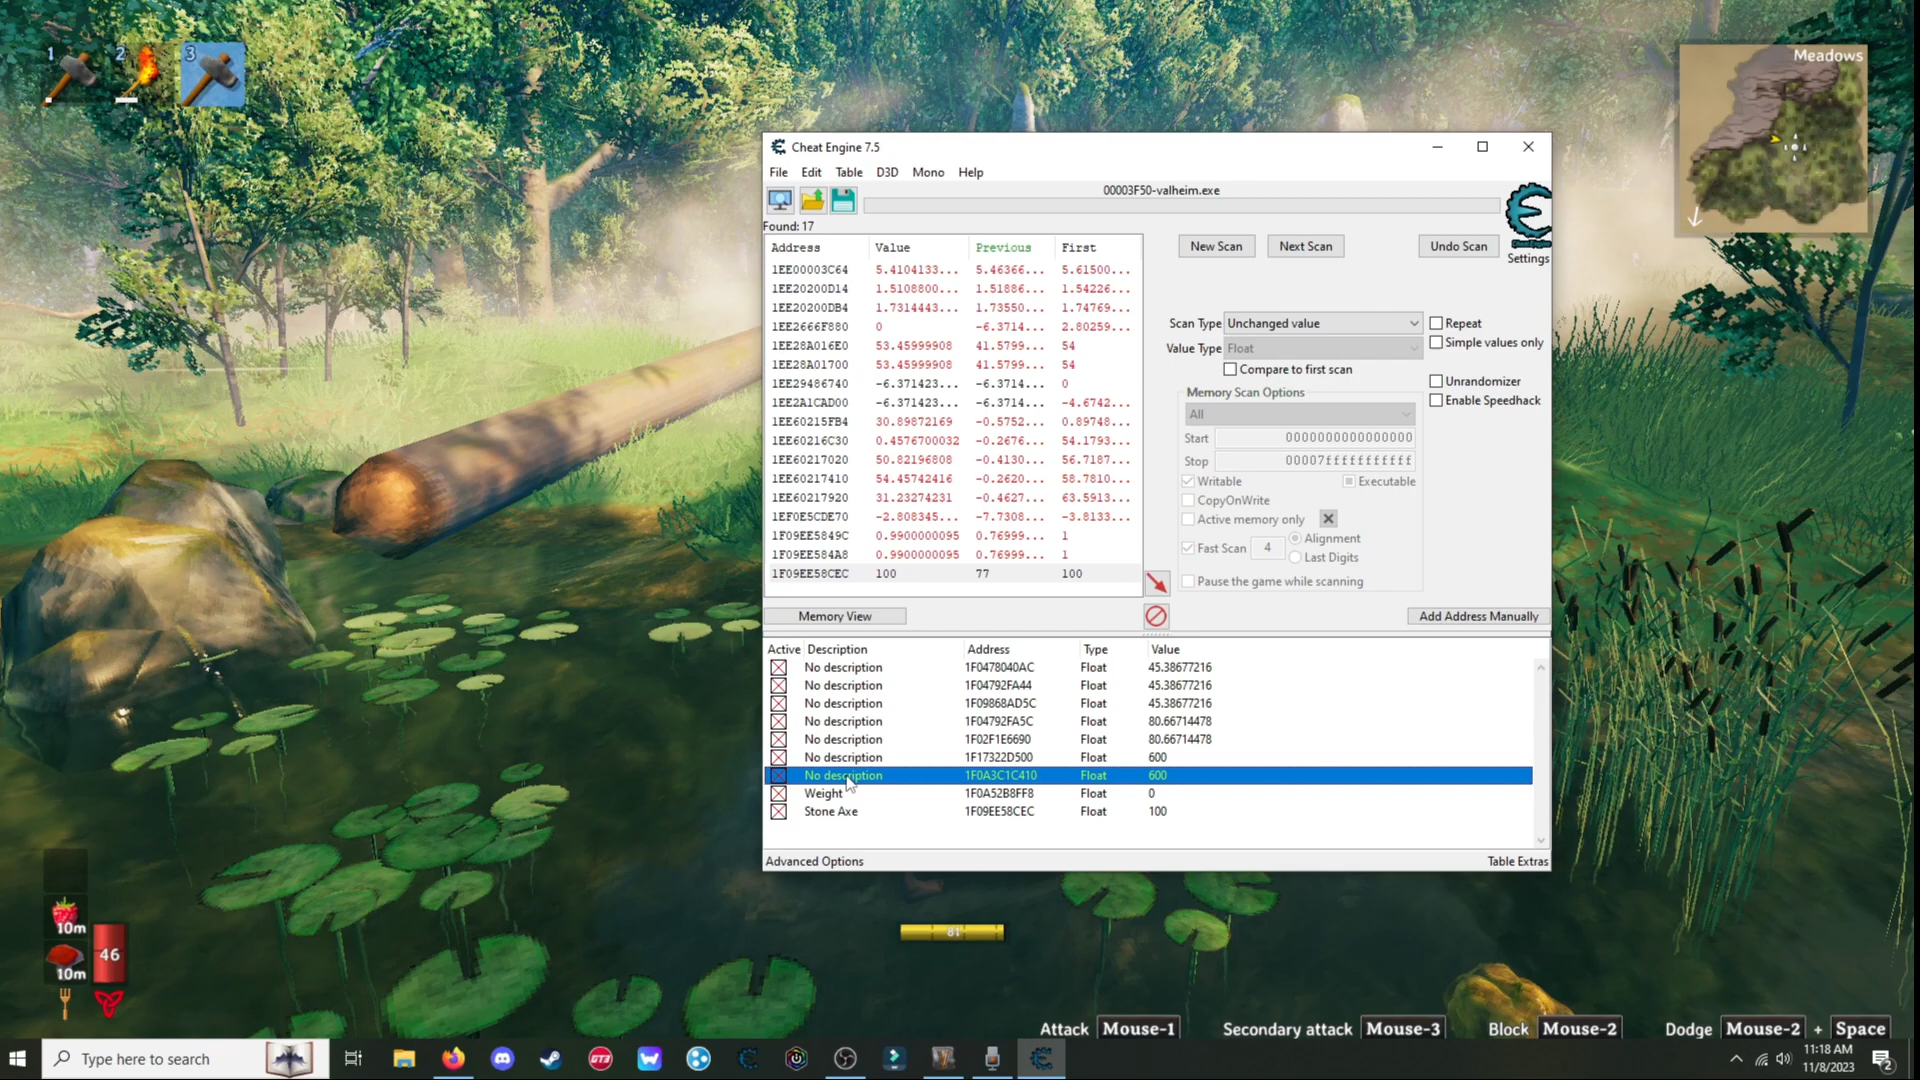 1
2
3
Meadows
Cheat Engine 7.5
File Edit Table D3D Mono Help
00003F50-valheim.exe
Found: 17
Address Value Previous First
1EE00003C64 5.4104133... 5.46366... 5.61500...
1EE20200D14 1.5108800... 1.51886... 1.54226...
1EE20200DB4 1.7314443... 1.73550... 1.74769...
1EE2666F880 0 -6.3714... 2.80259...
1EE28A016E0 53.45999908 41.5799... 54
1EE28A01700 53.45999908 41.5799... 54
1EE29486740 -6.371423... -6.3714... 0
1EE2A1CAD00 -6.371423... -6.3714... -4.6742...
1EE60215FB4 30.89872169 -0.5752... 0.89748...
1EE60216C30 0.4576700032 -0.2676... 54.1793...
1EE60217020 50.82196808 -0.4130... 56.7187...
1EE60217410 54.45742416 -0.2620... 58.7810...
1EE60217920 31.23274231 -0.4627... 63.5913...
1EF0E5CDE70 -2.808345... -7.7308... -3.8133...
1F09EE5849C 0.9900000095 0.76999... 1
1F09EE584A8 0.9900000095 0.76999... 1
1F09EE58CEC 100 77 100
New Scan Next Scan Undo Scan
Cheat Engine
Settings
Scan Type Unchanged value Repeat
Simple values only
Value Type Float
Compare to first scan
Unrandomizer
Enable Speedhack
Memory Scan Options
All
Start 0000000000000000
Stop 00007fffffffffff
Writable Executable
CopyOnWrite
Active memory only
Fast Scan 4 Alignment
Last Digits
Pause the game while scanning
Memory View
Add Address Manually
Active Description Address Type Value
No description 1F0478040AC Float 45.38677216
No description 1F04792FA44 Float 45.38677216
No description 1F09868AD5C Float 45.38677216
No description 1F04792FA5C Float 80.66714478
No description 1F02F1E6690 Float 80.66714478
No description 1F17322D500 Float 600
No description 1F0A3C1C410 Float 600
Weight 1F0A52B8FF8 Float 0
Stone Axe 1F09EE58CEC Float 100
Advanced Options Table Extras
10m
10m
46
81
Attack Mouse-1 Secondary attack Mouse-3 Block Mouse-2 Dodge Mouse-2 + Space
Type here to search
11:18 AM
11/8/2023
2